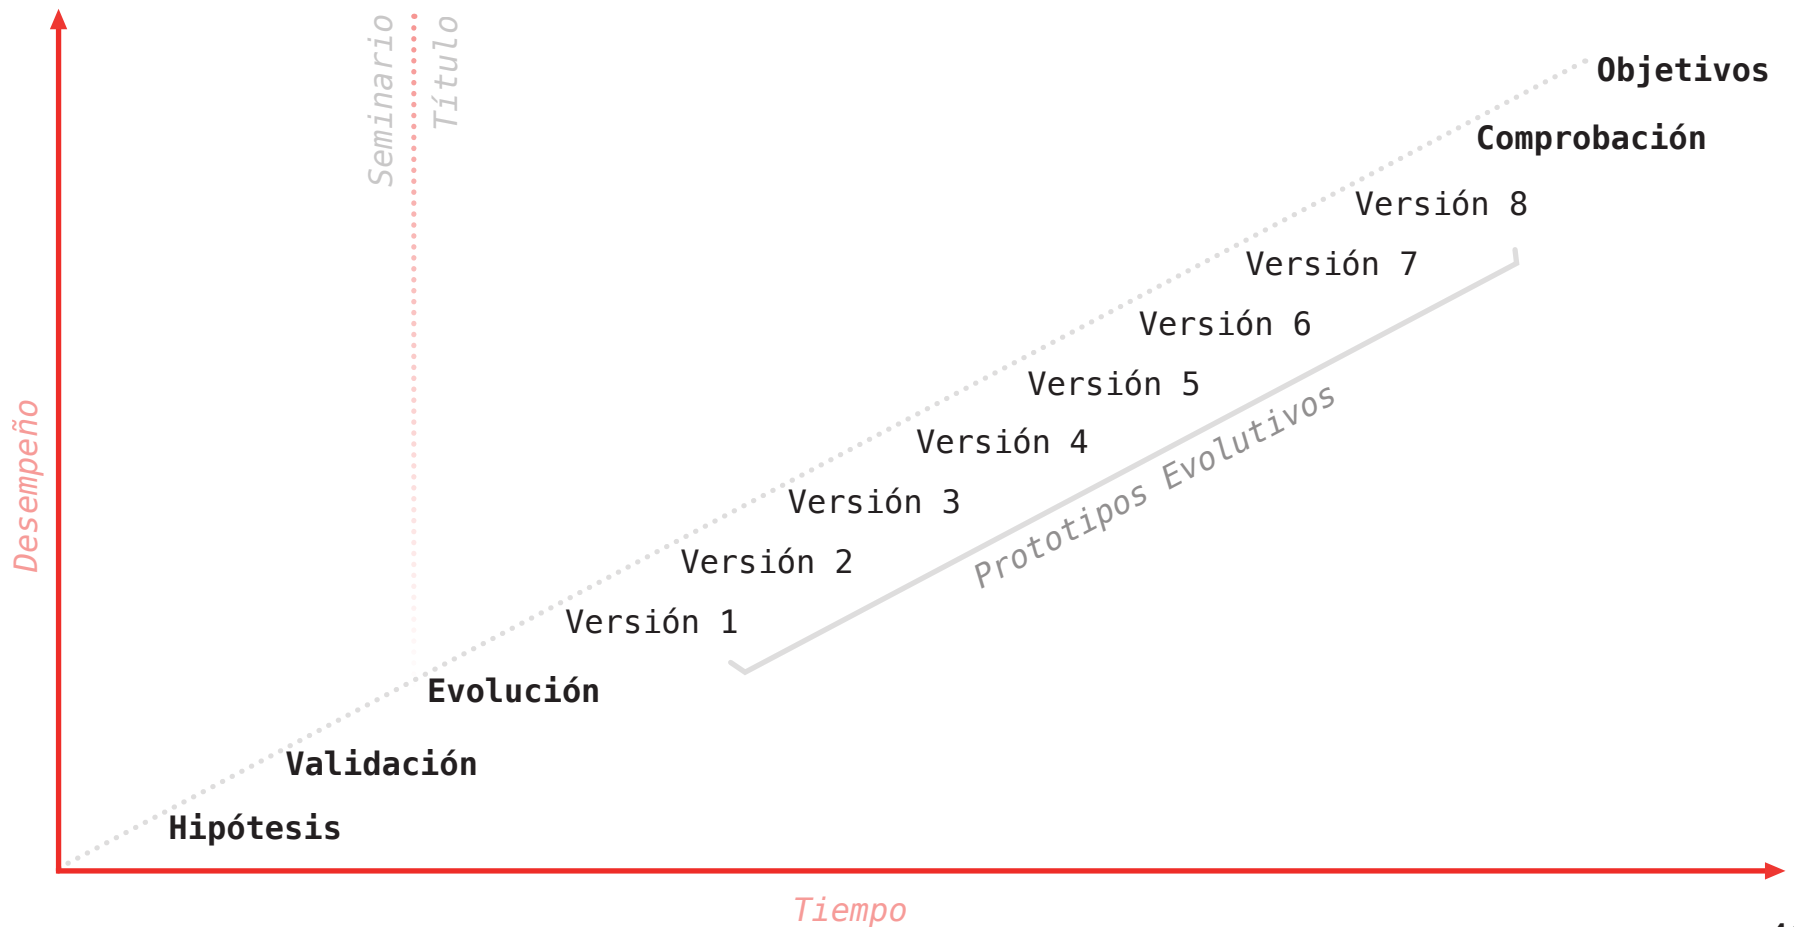 Seminario
Título
Objetivos
Comprobación
Versión 8
Versión 7
Versión 6
Versión 5
Versión 4
Versión 3
Versión 2
Versión 1
Prototipos Evolutivos
Evolución
Validación
Hipótesis
Desempeño
Tiempo